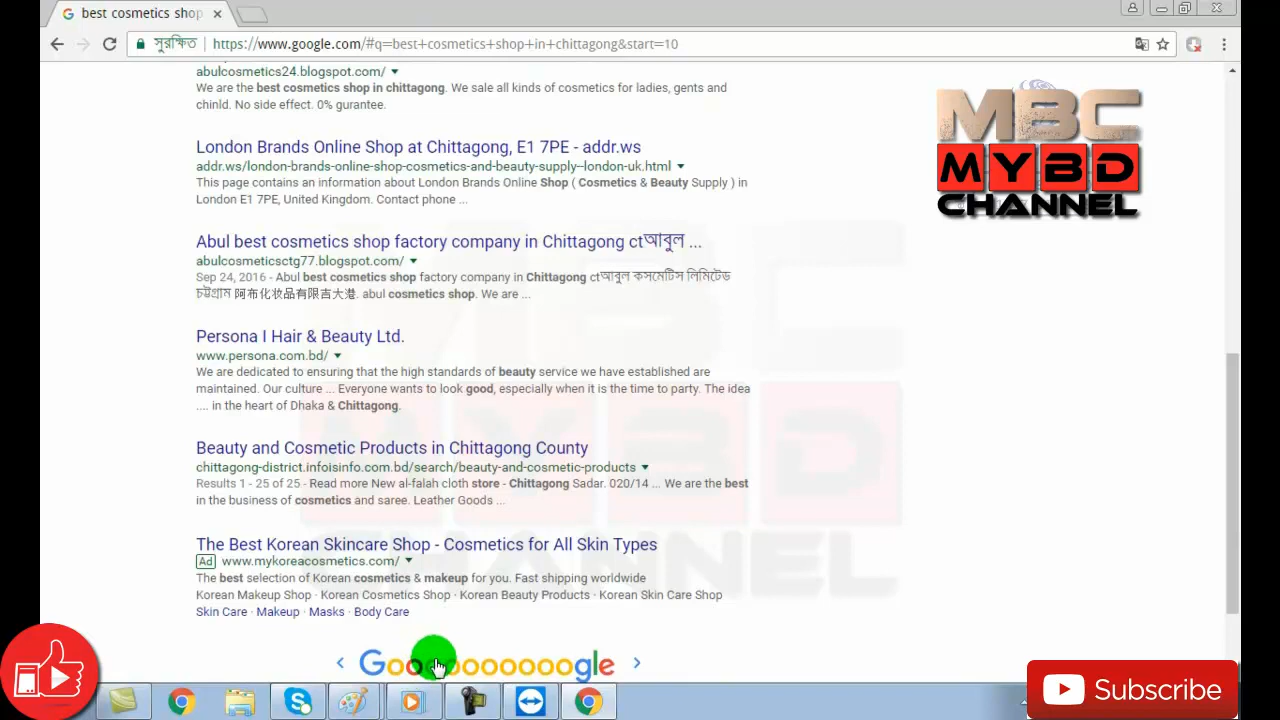 best cosmetics shop
সুরক্ষিত
https://www.google.com/#q=best+cosmetics+shop+in+chittagong&start=10
abulcosmetics24.blogspot.com/
We are the best cosmetics shop in chittagong. We sale all kinds of cosmetics for ladies, gents and
chinld. No side effect. 0% gurantee.
London Brands Online Shop at Chittagong, E1 7PE - addr.ws
addr.ws/london-brands-online-shop-cosmetics-and-beauty-supply--london-uk.html
This page contains an information about London Brands Online Shop ( Cosmetics & Beauty Supply ) in
London E1 7PE, United Kingdom. Contact phone ...
Abul best cosmetics shop factory company in Chittagong ctআবুল ...
abulcosmeticsctg77.blogspot.com/
Sep 24, 2016 - Abul best cosmetics shop factory company in Chittagong ctআবুল কসমেটিস লিমিটেড
চট্টগ্রাম 阿布化妆品有限吉大港. abul cosmetics shop. We are ...
Persona I Hair & Beauty Ltd.
www.persona.com.bd/
We are dedicated to ensuring that the high standards of beauty service we have established are
maintained. Our culture ... Everyone wants to look good, especially when it is the time to party. The idea
.... in the heart of Dhaka & Chittagong.
Beauty and Cosmetic Products in Chittagong County
chittagong-district.infoisinfo.com.bd/search/beauty-and-cosmetic-products
Results 1 - 25 of 25 - Read more New al-falah cloth store - Chittagong Sadar. 020/14 ... We are the best
in the business of cosmetics and saree. Leather Goods ...
The Best Korean Skincare Shop - Cosmetics for All Skin Types
Ad www.mykoreacosmetics.com/
The best selection of Korean cosmetics & makeup for you. Fast shipping worldwide
Korean Makeup Shop · Korean Cosmetics Shop · Korean Beauty Products · Korean Skin Care Shop
Skin Care · Makeup · Masks · Body Care
Goooooooooogle
MBC
MYBD
CHANNEL
MBC
MYBD
CHANNEL
Subscribe